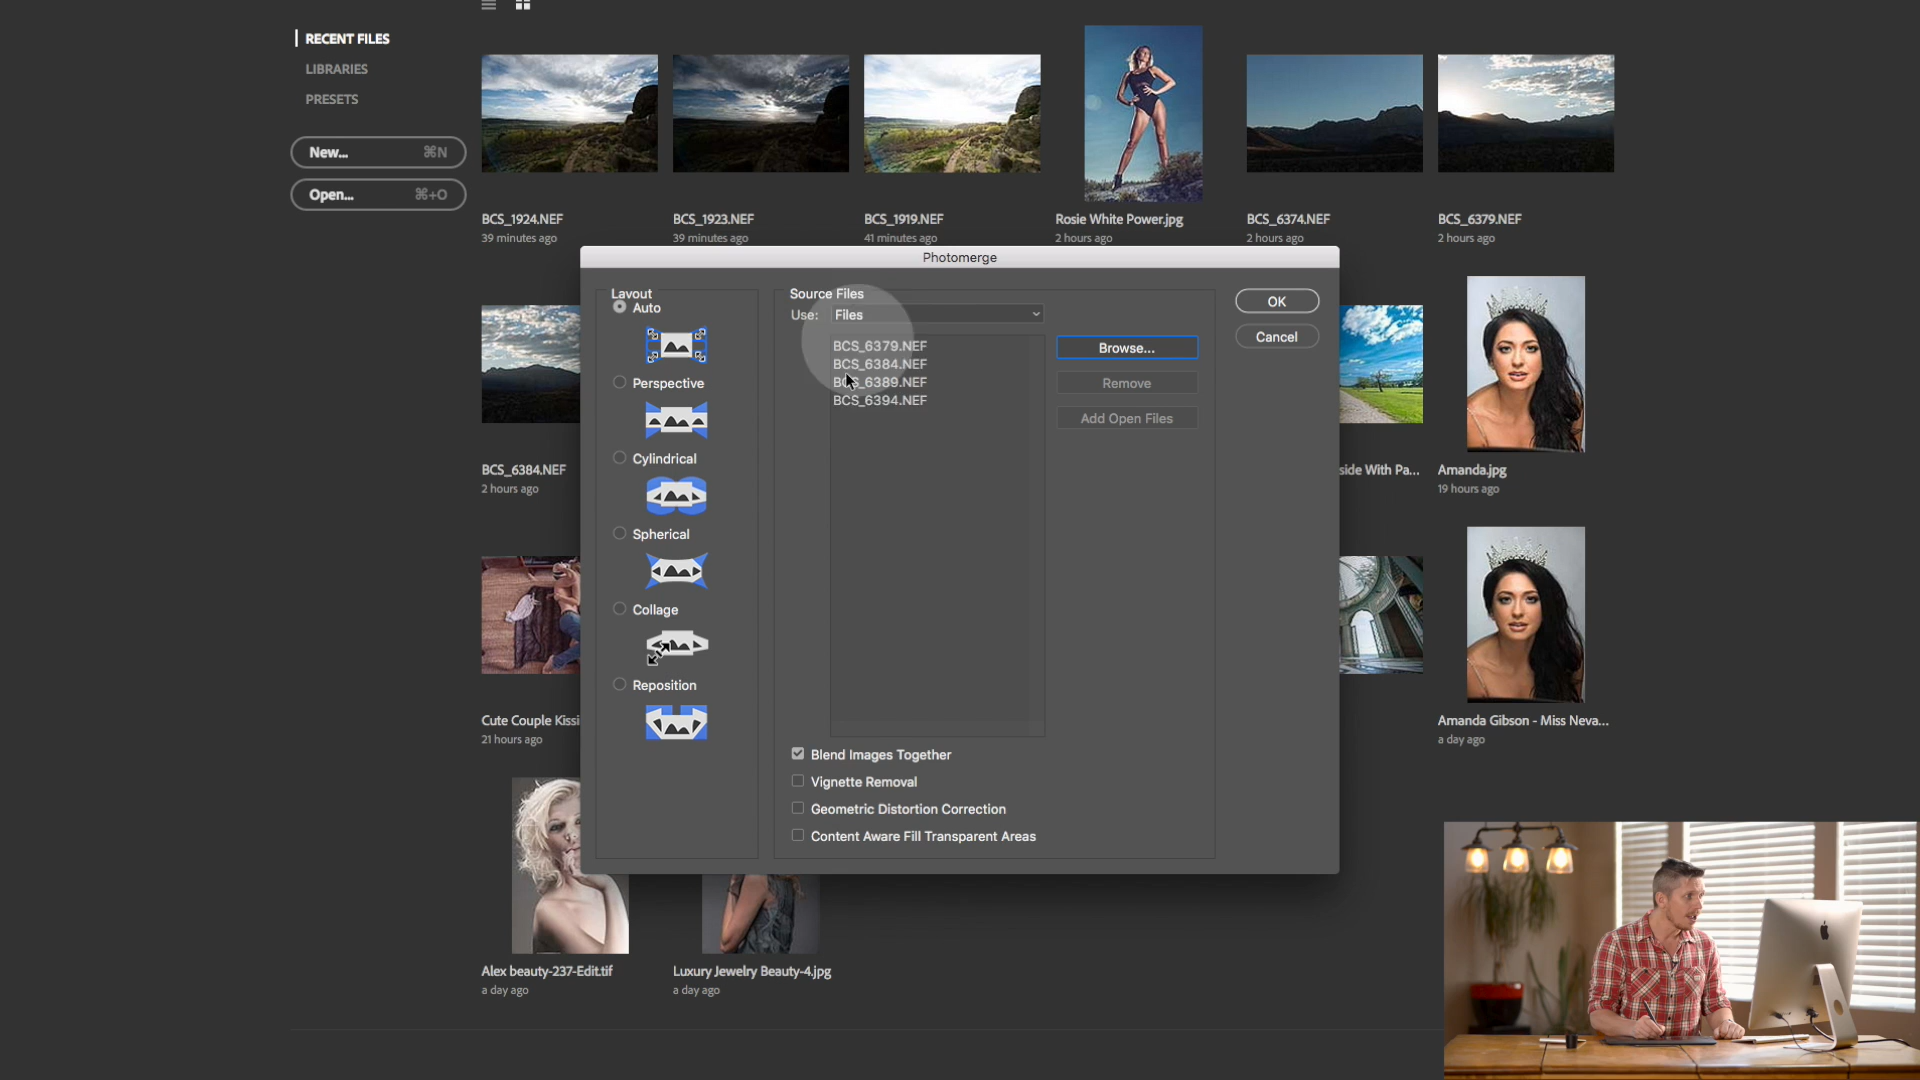 RECENT FILES
LIBRARIES
PRESETS
New... ⌘N
Open... ⌘+O
BCS_1924.NEF
39 minutes ago
BCS_1923.NEF
39 minutes ago
BCS_1919.NEF
41 minutes ago
Rosie White Power.jpg
2 hours ago
BCS_6374.NEF
2 hours ago
BCS_6379.NEF
2 hours ago
Photomerge
Layout
Auto
Perspective
Cylindrical
Spherical
Collage
Reposition
Source Files
Use: Files
BCS_6379.NEF
BCS_6384.NEF
BCS_6389.NEF
BCS_6394.NEF
Browse...
Remove
Add Open Files
OK
Cancel
Blend Images Together
Vignette Removal
Geometric Distortion Correction
Content Aware Fill Transparent Areas
BCS_6384.NEF
2 hours ago
side With Pa...
Amanda.jpg
19 hours ago
Cute Couple Kissi
21 hours ago
Amanda Gibson - Miss Neva...
a day ago
Alex beauty-237-Edit.tif
a day ago
Luxury Jewelry Beauty-4.jpg
a day ago